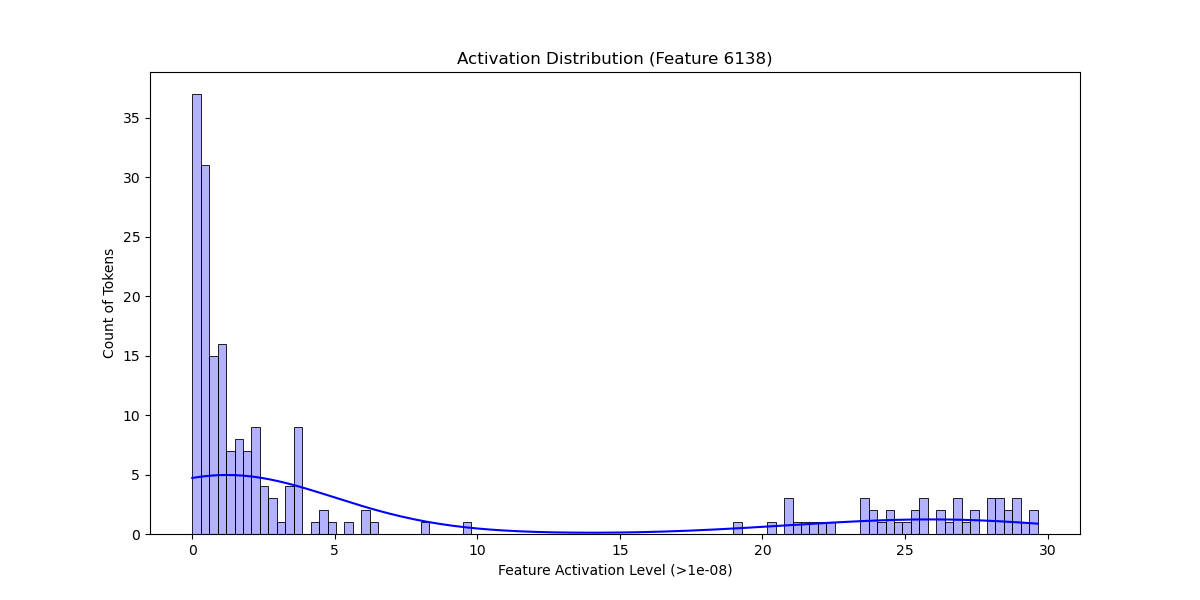 Activation Distribution (Feature 6138)
Count of Tokens
35
30
25
20
15
10
5
0
0 5 10 15 20 25 30
Feature Activation Level (>1e-08)